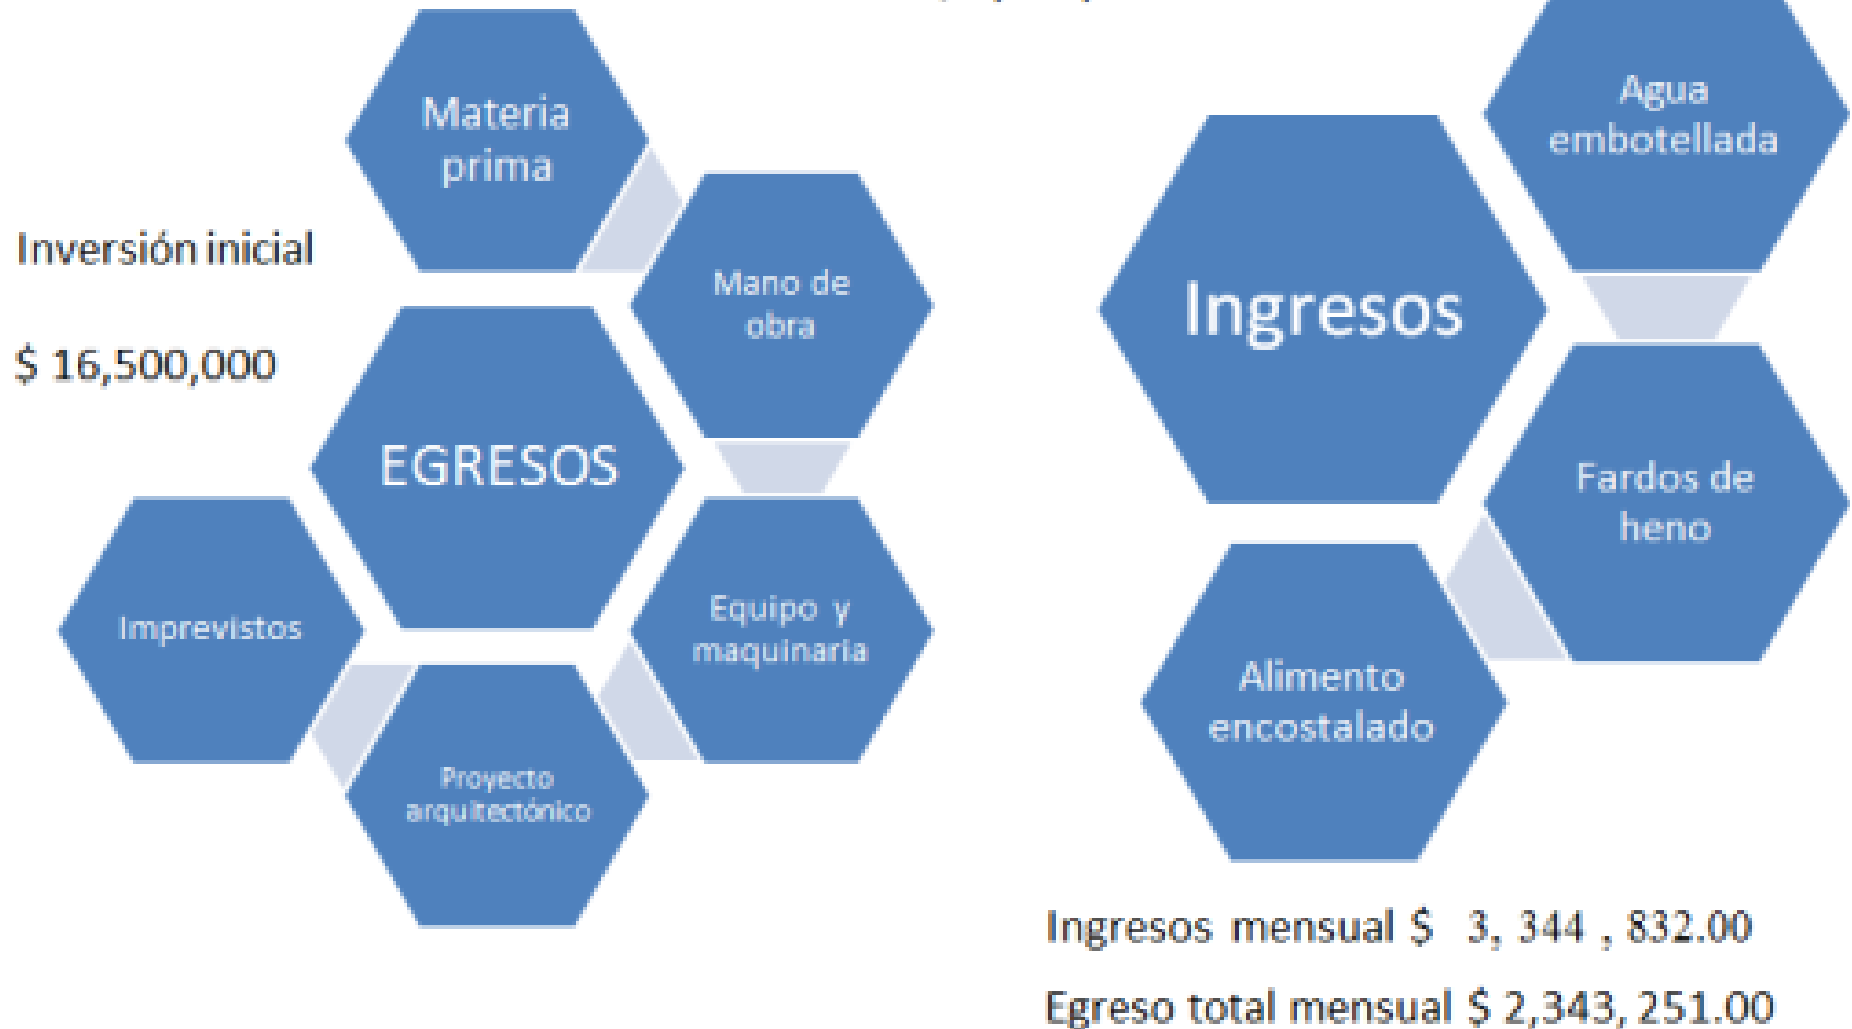 Materia
prima
Inversión inicial
$ 16,500,000
Mano de
obra
EGRESOS
Imprevistos
Equipo y
maquinaria
Proyecto
arquitectónico
Agua
embotellada
Ingresos
Fardos de
heno
Alimento
encostalado
Ingresos mensual $ 3, 344 , 832.00
Egreso total mensual $ 2,343, 251.00